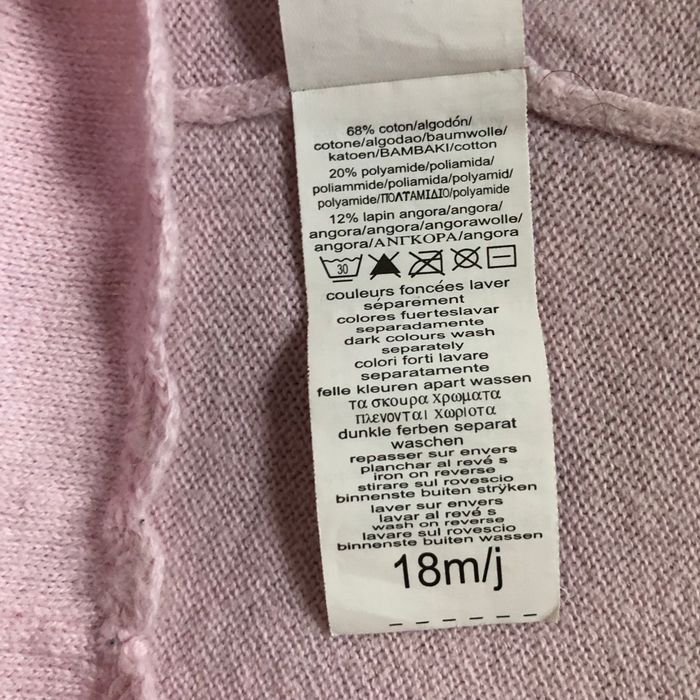 68% coton/algodón/
cotone/algodao/baumwolle/
katoen/BAMBAKI/cotton
20% polyamide/poliamida/
poliammide/poliamida/polyamid/
polyamide/ΠΟΛΤΑΜΙΔΙΟ/polyamide
12% lapin angora/angora/
angora/angora/angorawolle/
angora/ΑΝΓΚΟΡΑ/angora
30
couleurs foncées laver
séparement
colores fuerteslavar
separadamente
dark colours wash
separately
colori forti lavare
separatamente
felle kleuren apart wassen
τα σκουρα χρωματα
πλενονται χωριοτα
dunkle ferben separat
waschen
repasser sur envers
planchar al revé s
iron on reverse
stirare sul rovescio
binnenste buiten strÿken
laver sur envers
lavar al revé s
wash on reverse
lavare sul rovescio
binnenste buiten wassen
18m/j